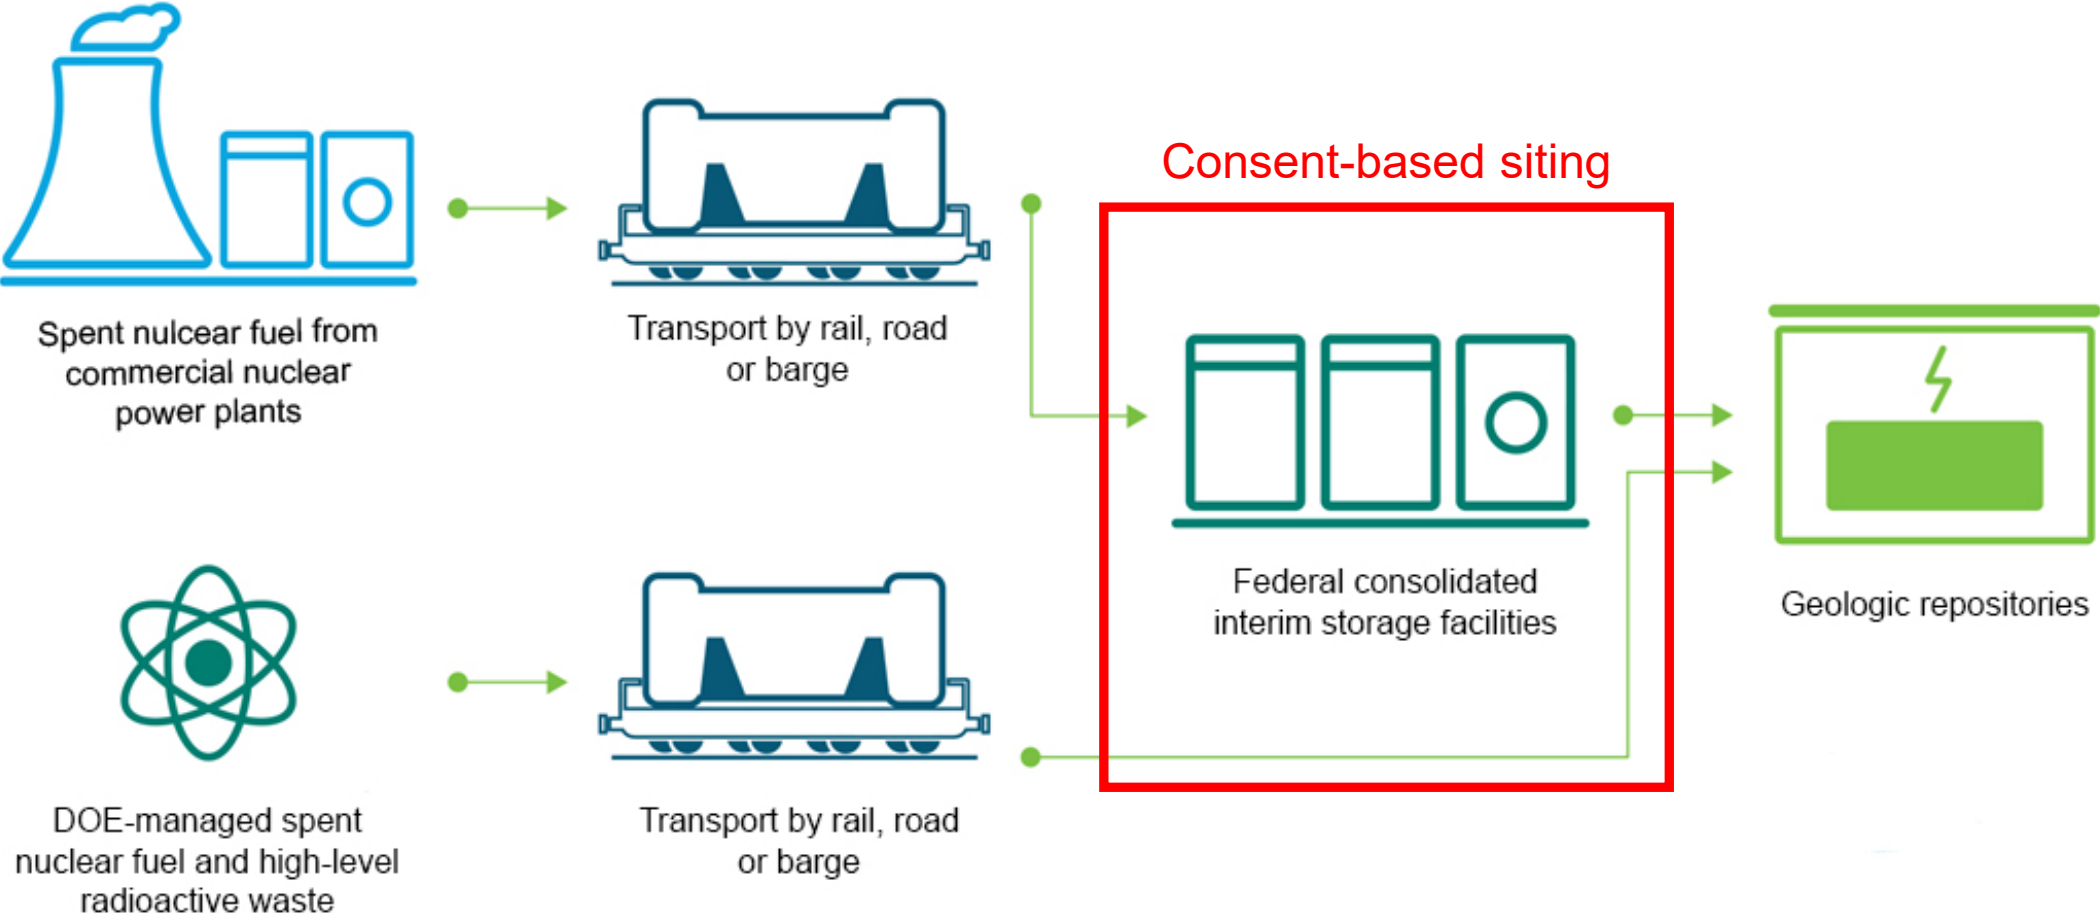 Consent-based siting
Spent nulcear fuel from
commercial nuclear
power plants
Transport by rail, road
or barge
Federal consolidated
interim storage facilities
Geologic repositories
DOE-managed spent
nuclear fuel and high-level
radioactive waste
Transport by rail, road
or barge